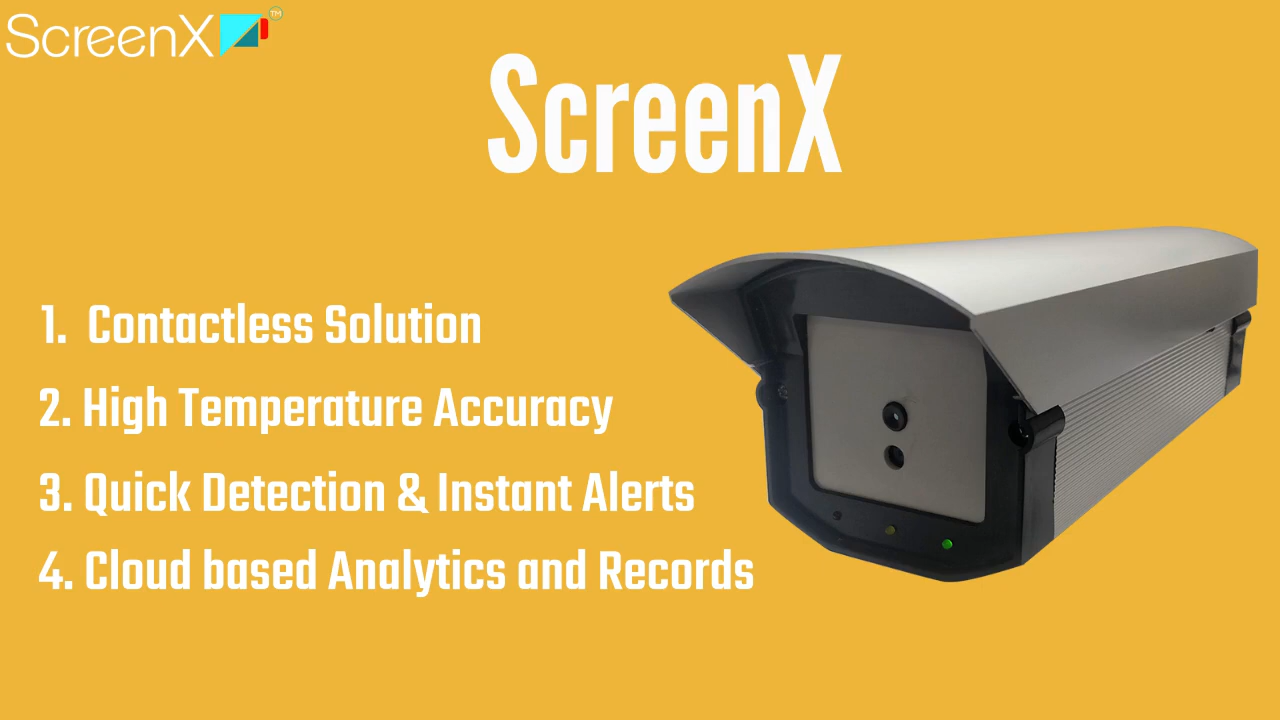 ScreenX ™
ScreenX
1. Contactless Solution
2. High Temperature Accuracy
3. Quick Detection & Instant Alerts
4. Cloud based Analytics and Records